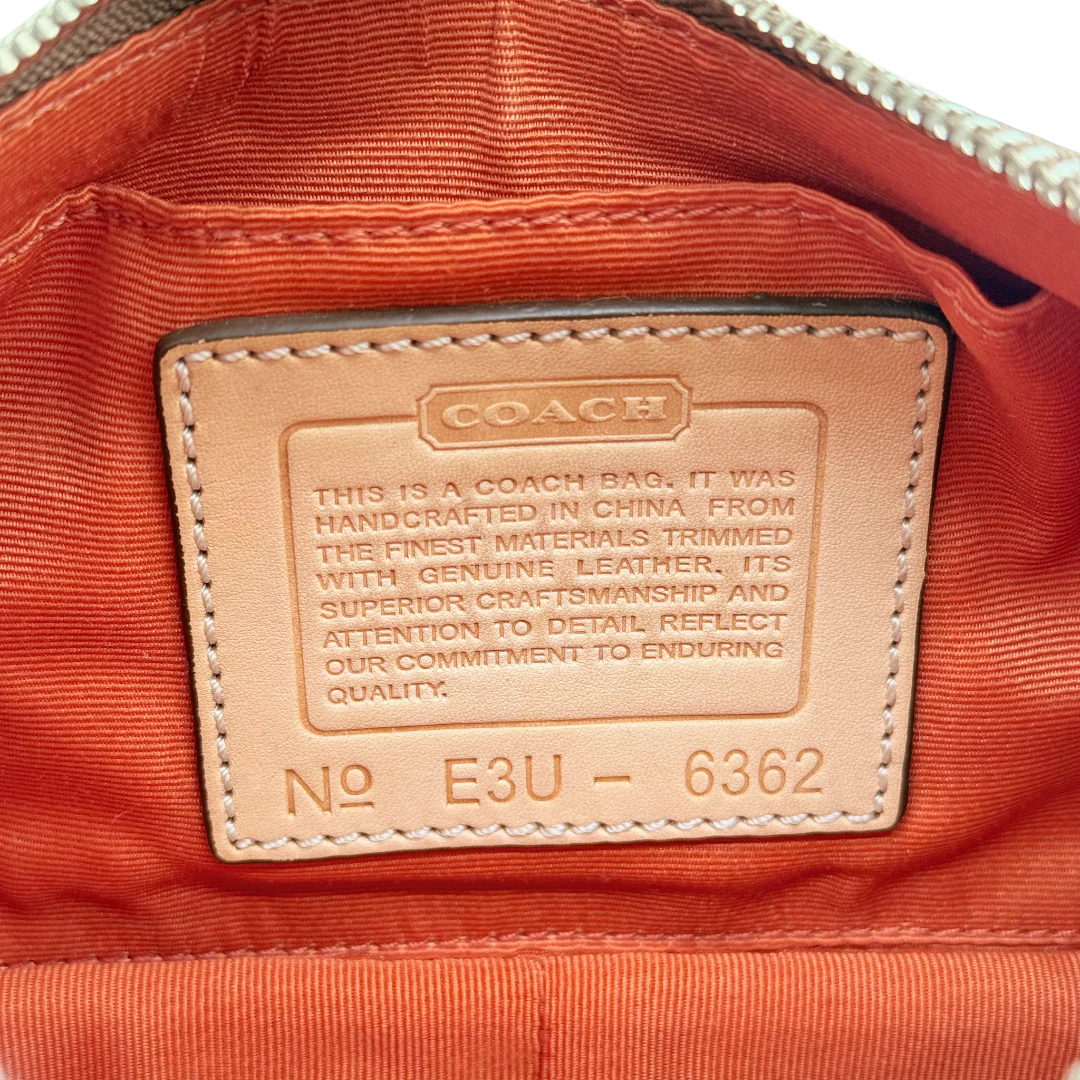 COACH
THIS IS A COACH BAG. IT WAS
HANDCRAFTED IN CHINA FROM
THE FINEST MATERIALS TRIMMED
WITH GENUINE LEATHER. ITS
SUPERIOR CRAFTSMANSHIP AND
ATTENTION TO DETAIL REFLECT
OUR COMMITMENT TO ENDURING
QUALITY.
Nº E3U - 6362